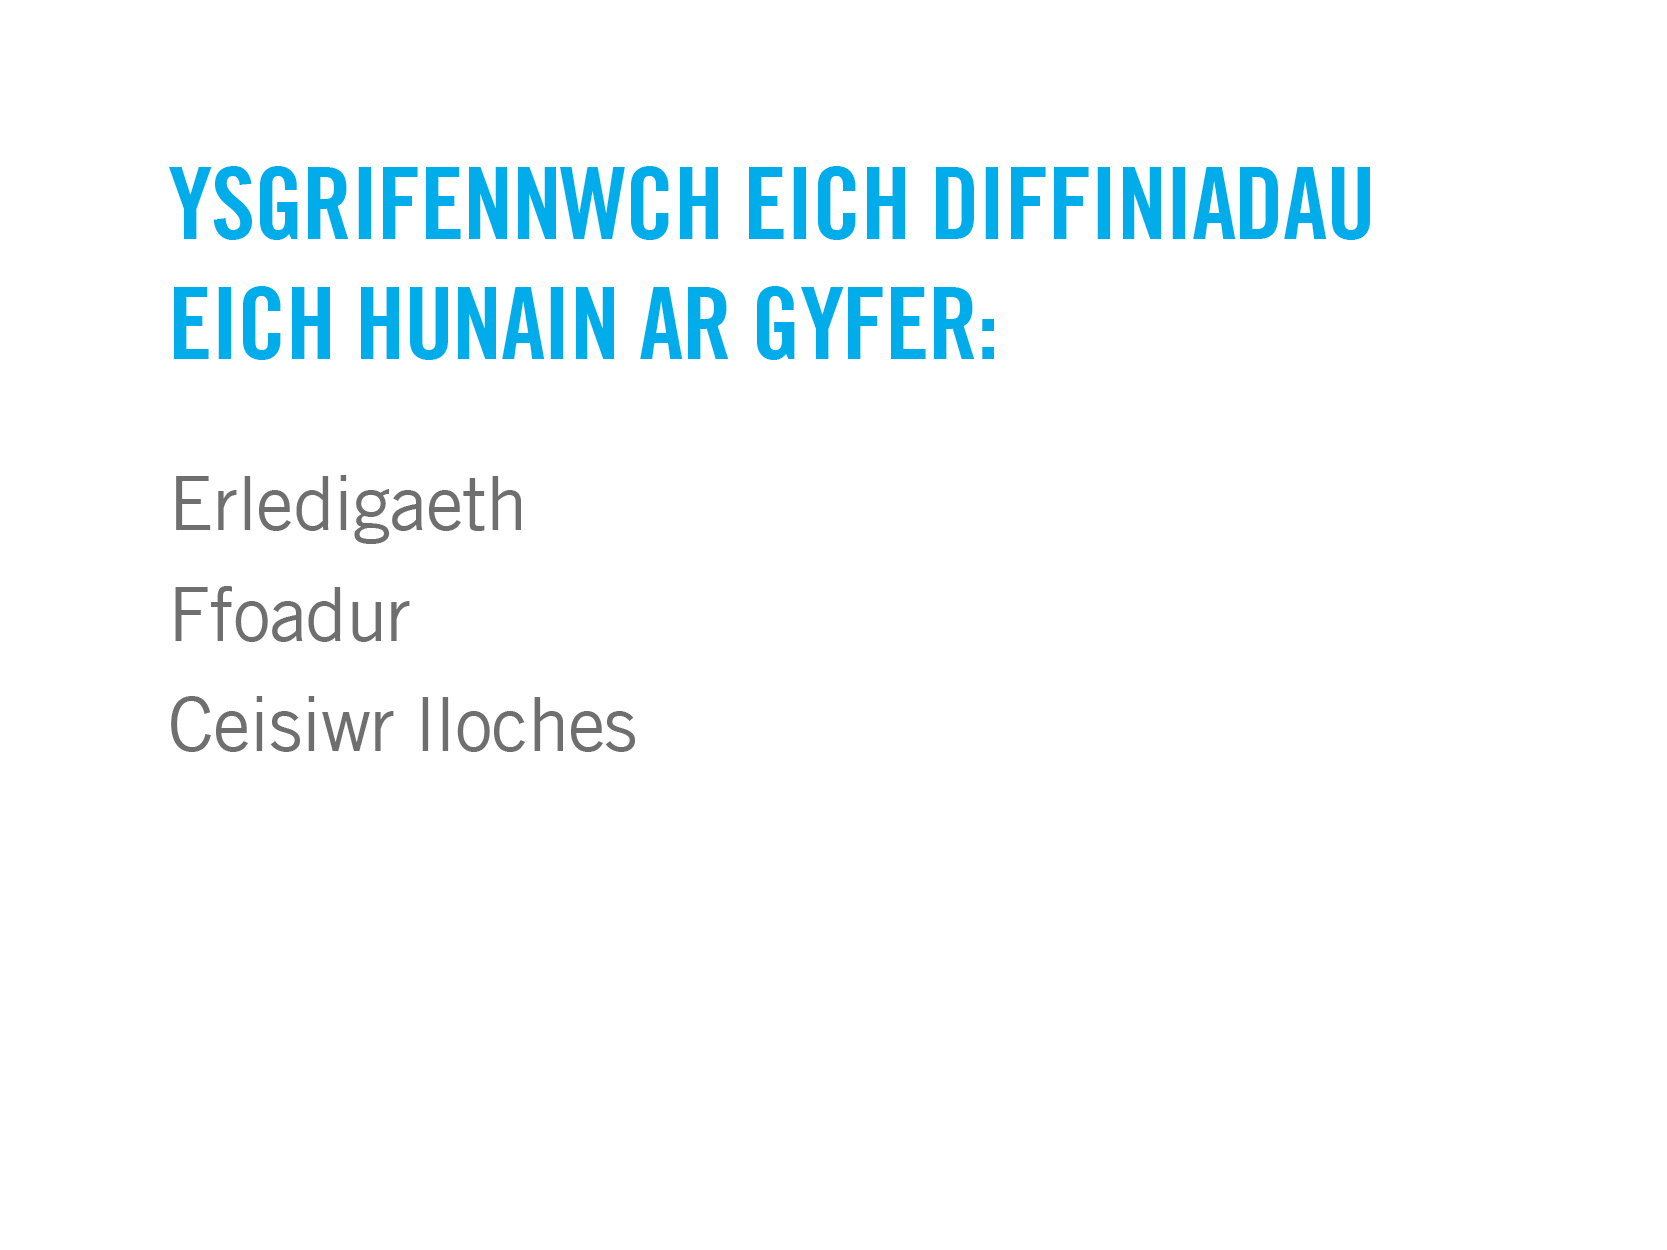 YSGRIFENNWCH EICH DIFFINIADAU
EICH HUNAIN AR GYFER:
Erledigaeth
Ffoadur
Ceisiwr lloches